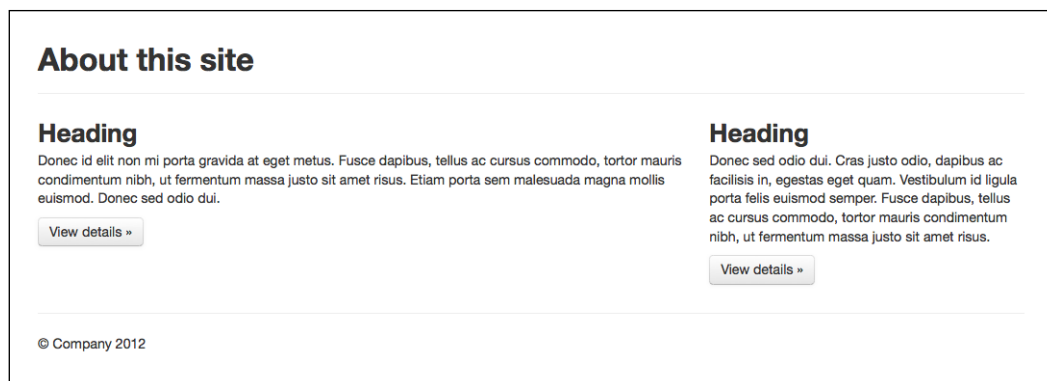 About this site
Heading
Donec id elit non mi porta gravida at eget metus. Fusce dapibus, tellus ac cursus commodo, tortor mauris
condimentum nibh, ut fermentum massa justo sit amet risus. Etiam porta sem malesuada magna mollis
euismod. Donec sed odio dui.
View details »
Heading
Donec sed odio dui. Cras justo odio, dapibus ac
facilisis in, egestas eget quam. Vestibulum id ligula
porta felis euismod semper. Fusce dapibus, tellus
ac cursus commodo, tortor mauris condimentum
nibh, ut fermentum massa justo sit amet risus.
View details »
© Company 2012